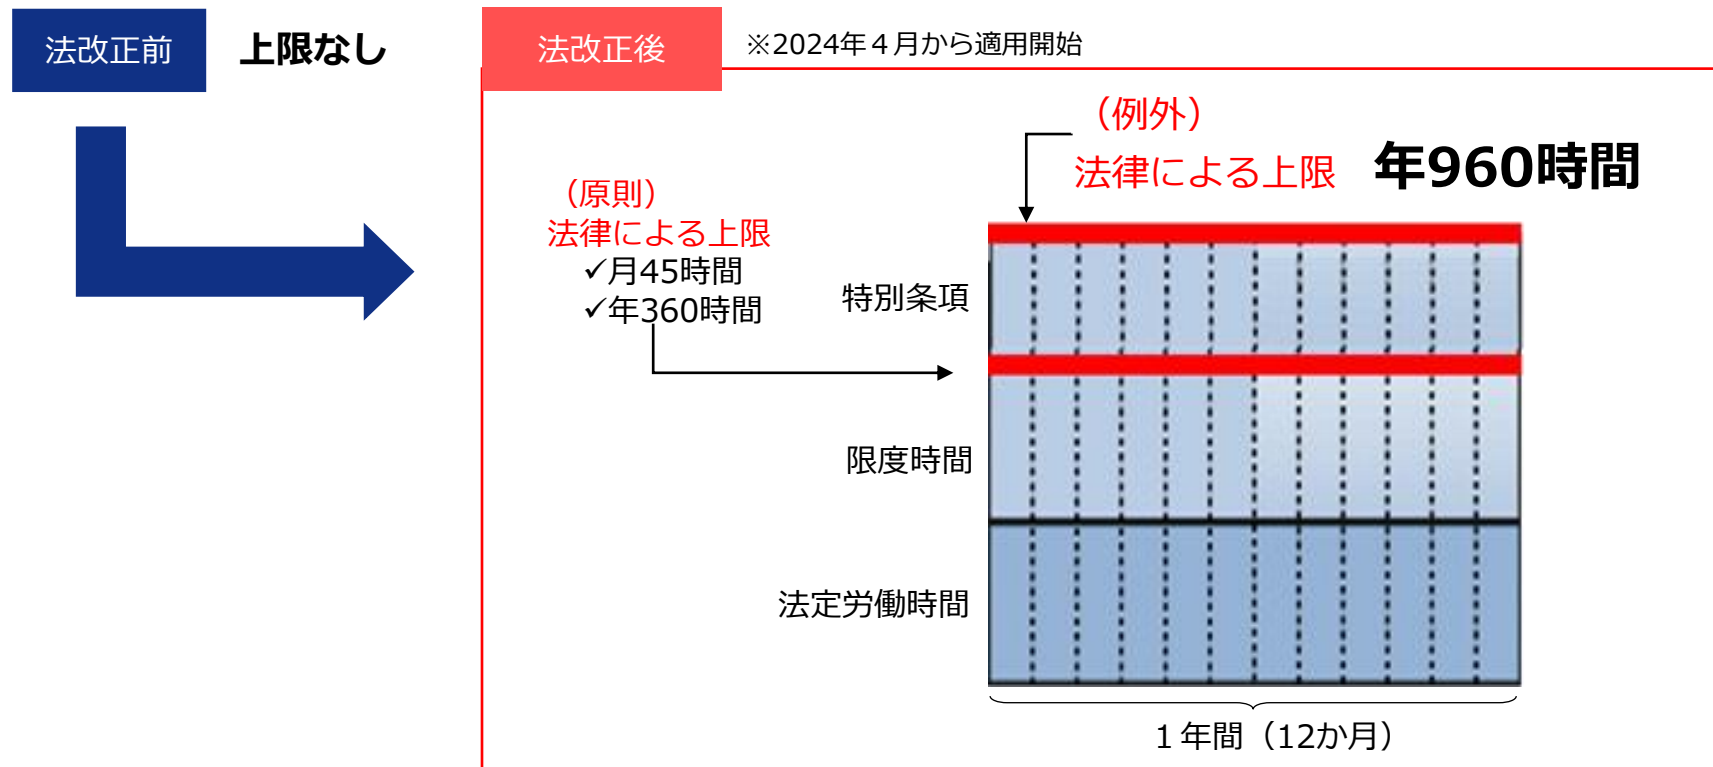 法改正前
上限なし
法改正後
※2024年４月から適用開始
（例外）
法律による上限 年960時間
（原則）
法律による上限
✓月45時間
✓年360時間
特別条項
限度時間
法定労働時間
１年間（12か月）